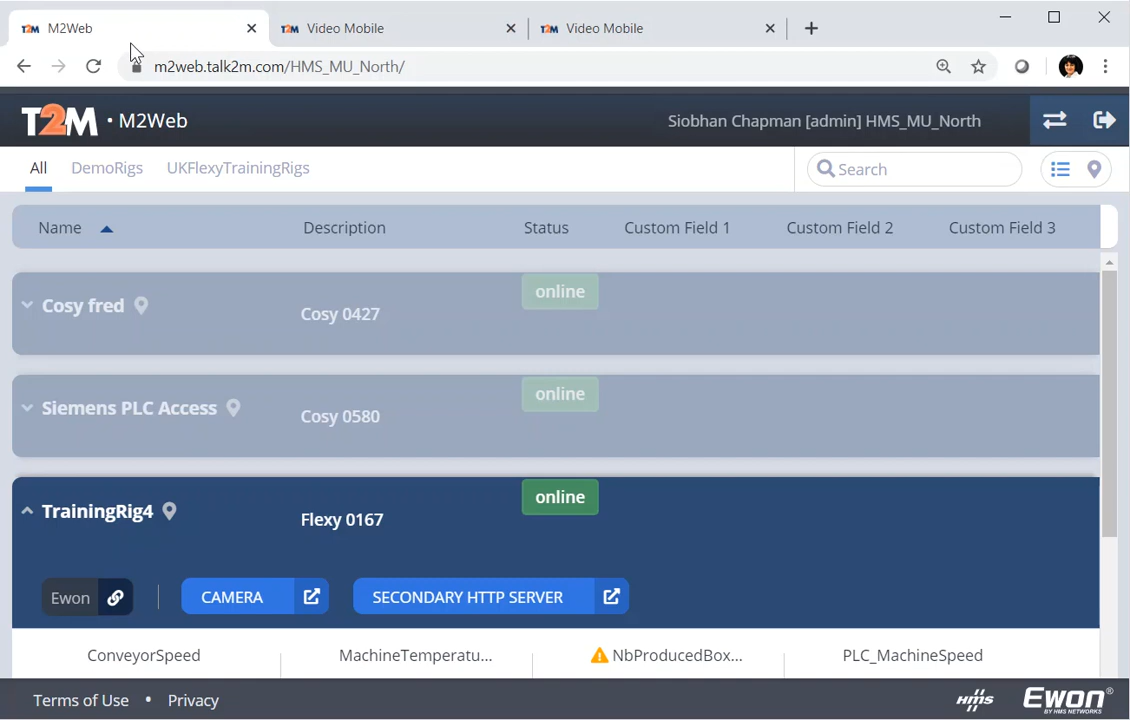 T2M M2Web
T2M Video Mobile
T2M Video Mobile
m2web.talk2m.com/HMS_MU_North/
T2M • M2Web
Siobhan Chapman [admin] HMS_MU_North
All DemoRigs UKFlexyTrainingRigs
Search
Name Description Status Custom Field 1 Custom Field 2 Custom Field 3
Cosy fred Cosy 0427 online
Siemens PLC Access Cosy 0580 online
TrainingRig4 Flexy 0167 online
Ewon CAMERA SECONDARY HTTP SERVER
ConveyorSpeed MachineTemperatu... NbProducedBox... PLC_MachineSpeed
Terms of Use • Privacy
HMS Ewon®
BY HMS NETWORKS